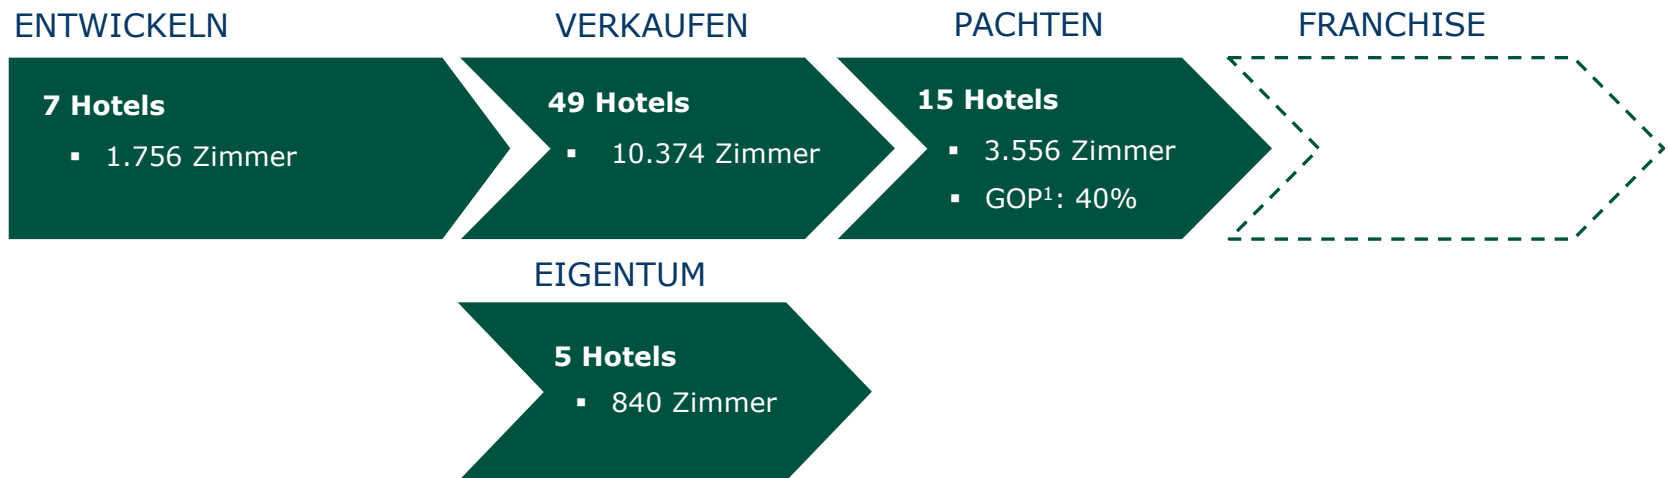 ENTWICKELN
7 Hotels
▪ 1.756 Zimmer
VERKAUFEN
49 Hotels
▪ 10.374 Zimmer
PACHTEN
15 Hotels
▪ 3.556 Zimmer
▪ GOP¹: 40%
FRANCHISE
EIGENTUM
5 Hotels
▪ 840 Zimmer